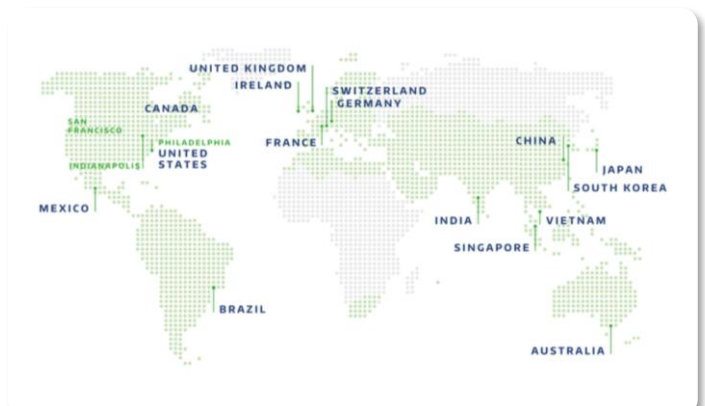 UNITED KINGDOM
IRELAND
SWITZERLAND
GERMANY
CANADA
SAN
FRANCISCO
PHILADELPHIA
FRANCE
CHINA
UNITED
STATES
INDIANAPOLIS
JAPAN
SOUTH KOREA
MEXICO
INDIA
VIETNAM
SINGAPORE
BRAZIL
AUSTRALIA